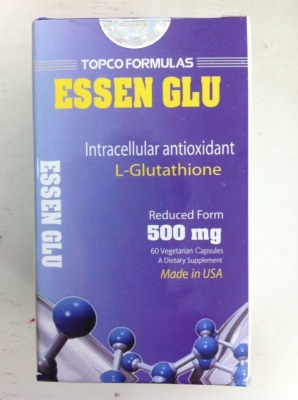 TOPCO FORMULAS
ESSEN GLU
Intracellular antioxidant
L-Glutathione
Reduced Form
500 mg
60 Vegetarian Capsules
A Dietary Supplement
Made in USA
ESSEN GLU